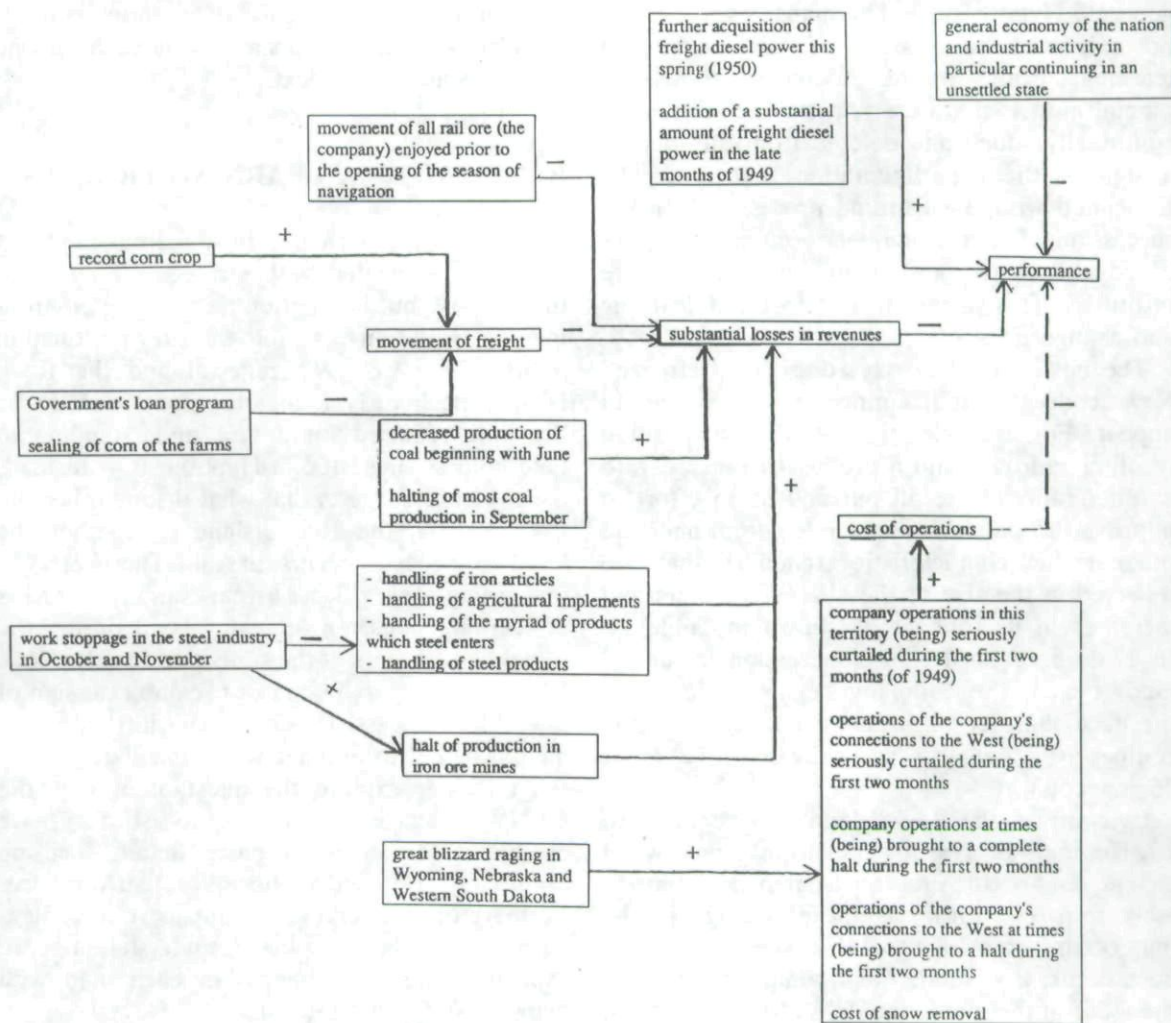 further acquisition of
freight diesel power this
spring (1950)
addition of a substantial
amount of freight diesel
power in the late
months of 1949
general economy of the nation
and industrial activity in
particular continuing in an
unsettled state
movement of all rail ore (the
company) enjoyed prior to
the opening of the season of
navigation
—
+
—
+
record corn crop
performance
movement of freight
—
substantial losses in revenues
—
Government's loan program
sealing of corn of the farms
—
+
—
decreased production of
coal beginning with June
halting of most coal
production in September
+
cost of operations
- handling of iron articles
- handling of agricultural implements
- handling of the myriad of products
which steel enters
- handling of steel products
+
+
work stoppage in the steel industry
in October and November
—
+
halt of production in
iron ore mines
company operations in this
territory (being) seriously
curtailed during the first two
months (of 1949)
operations of the company's
connections to the West (being)
seriously curtailed during the
first two months
company operations at times
(being) brought to a complete
halt during the first two months
operations of the company's
connections to the West at times
(being) brought to a halt during
the first two months
cost of snow removal
great blizzard raging in
Wyoming, Nebraska and
Western South Dakota
+